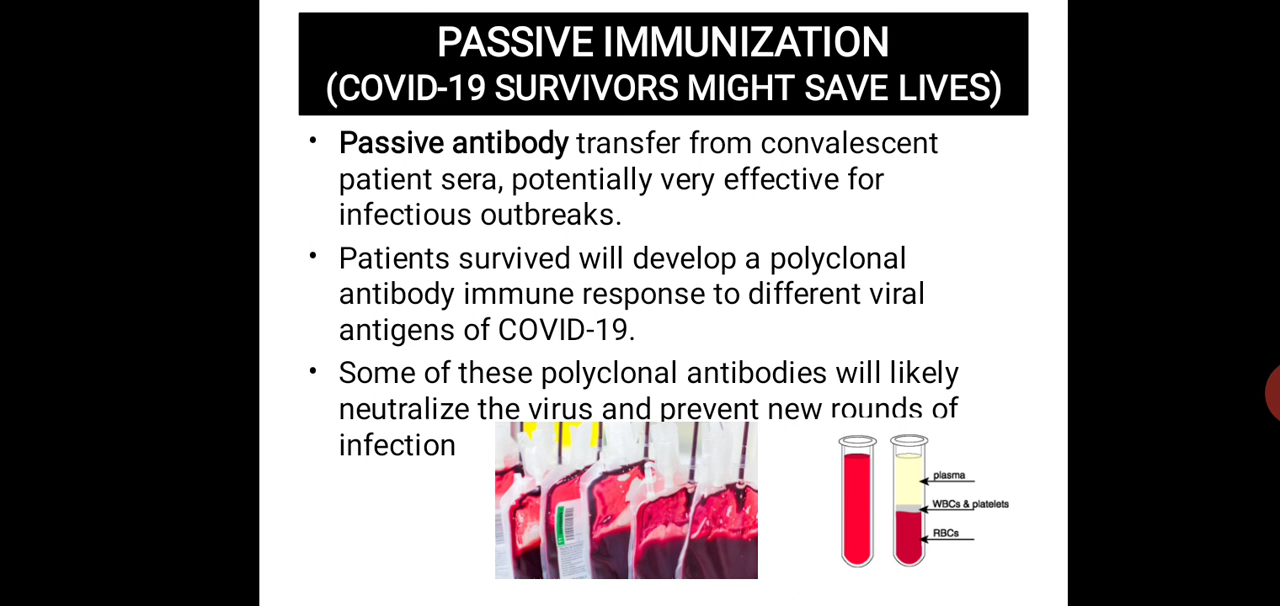 PASSIVE IMMUNIZATION
(COVID-19 SURVIVORS MIGHT SAVE LIVES)
• Passive antibody transfer from convalescent
patient sera, potentially very effective for
infectious outbreaks.
• Patients survived will develop a polyclonal
antibody immune response to different viral
antigens of COVID-19.
• Some of these polyclonal antibodies will likely
neutralize the virus and prevent new rounds of
infection
plasma
WBCs & platelets
RBCs